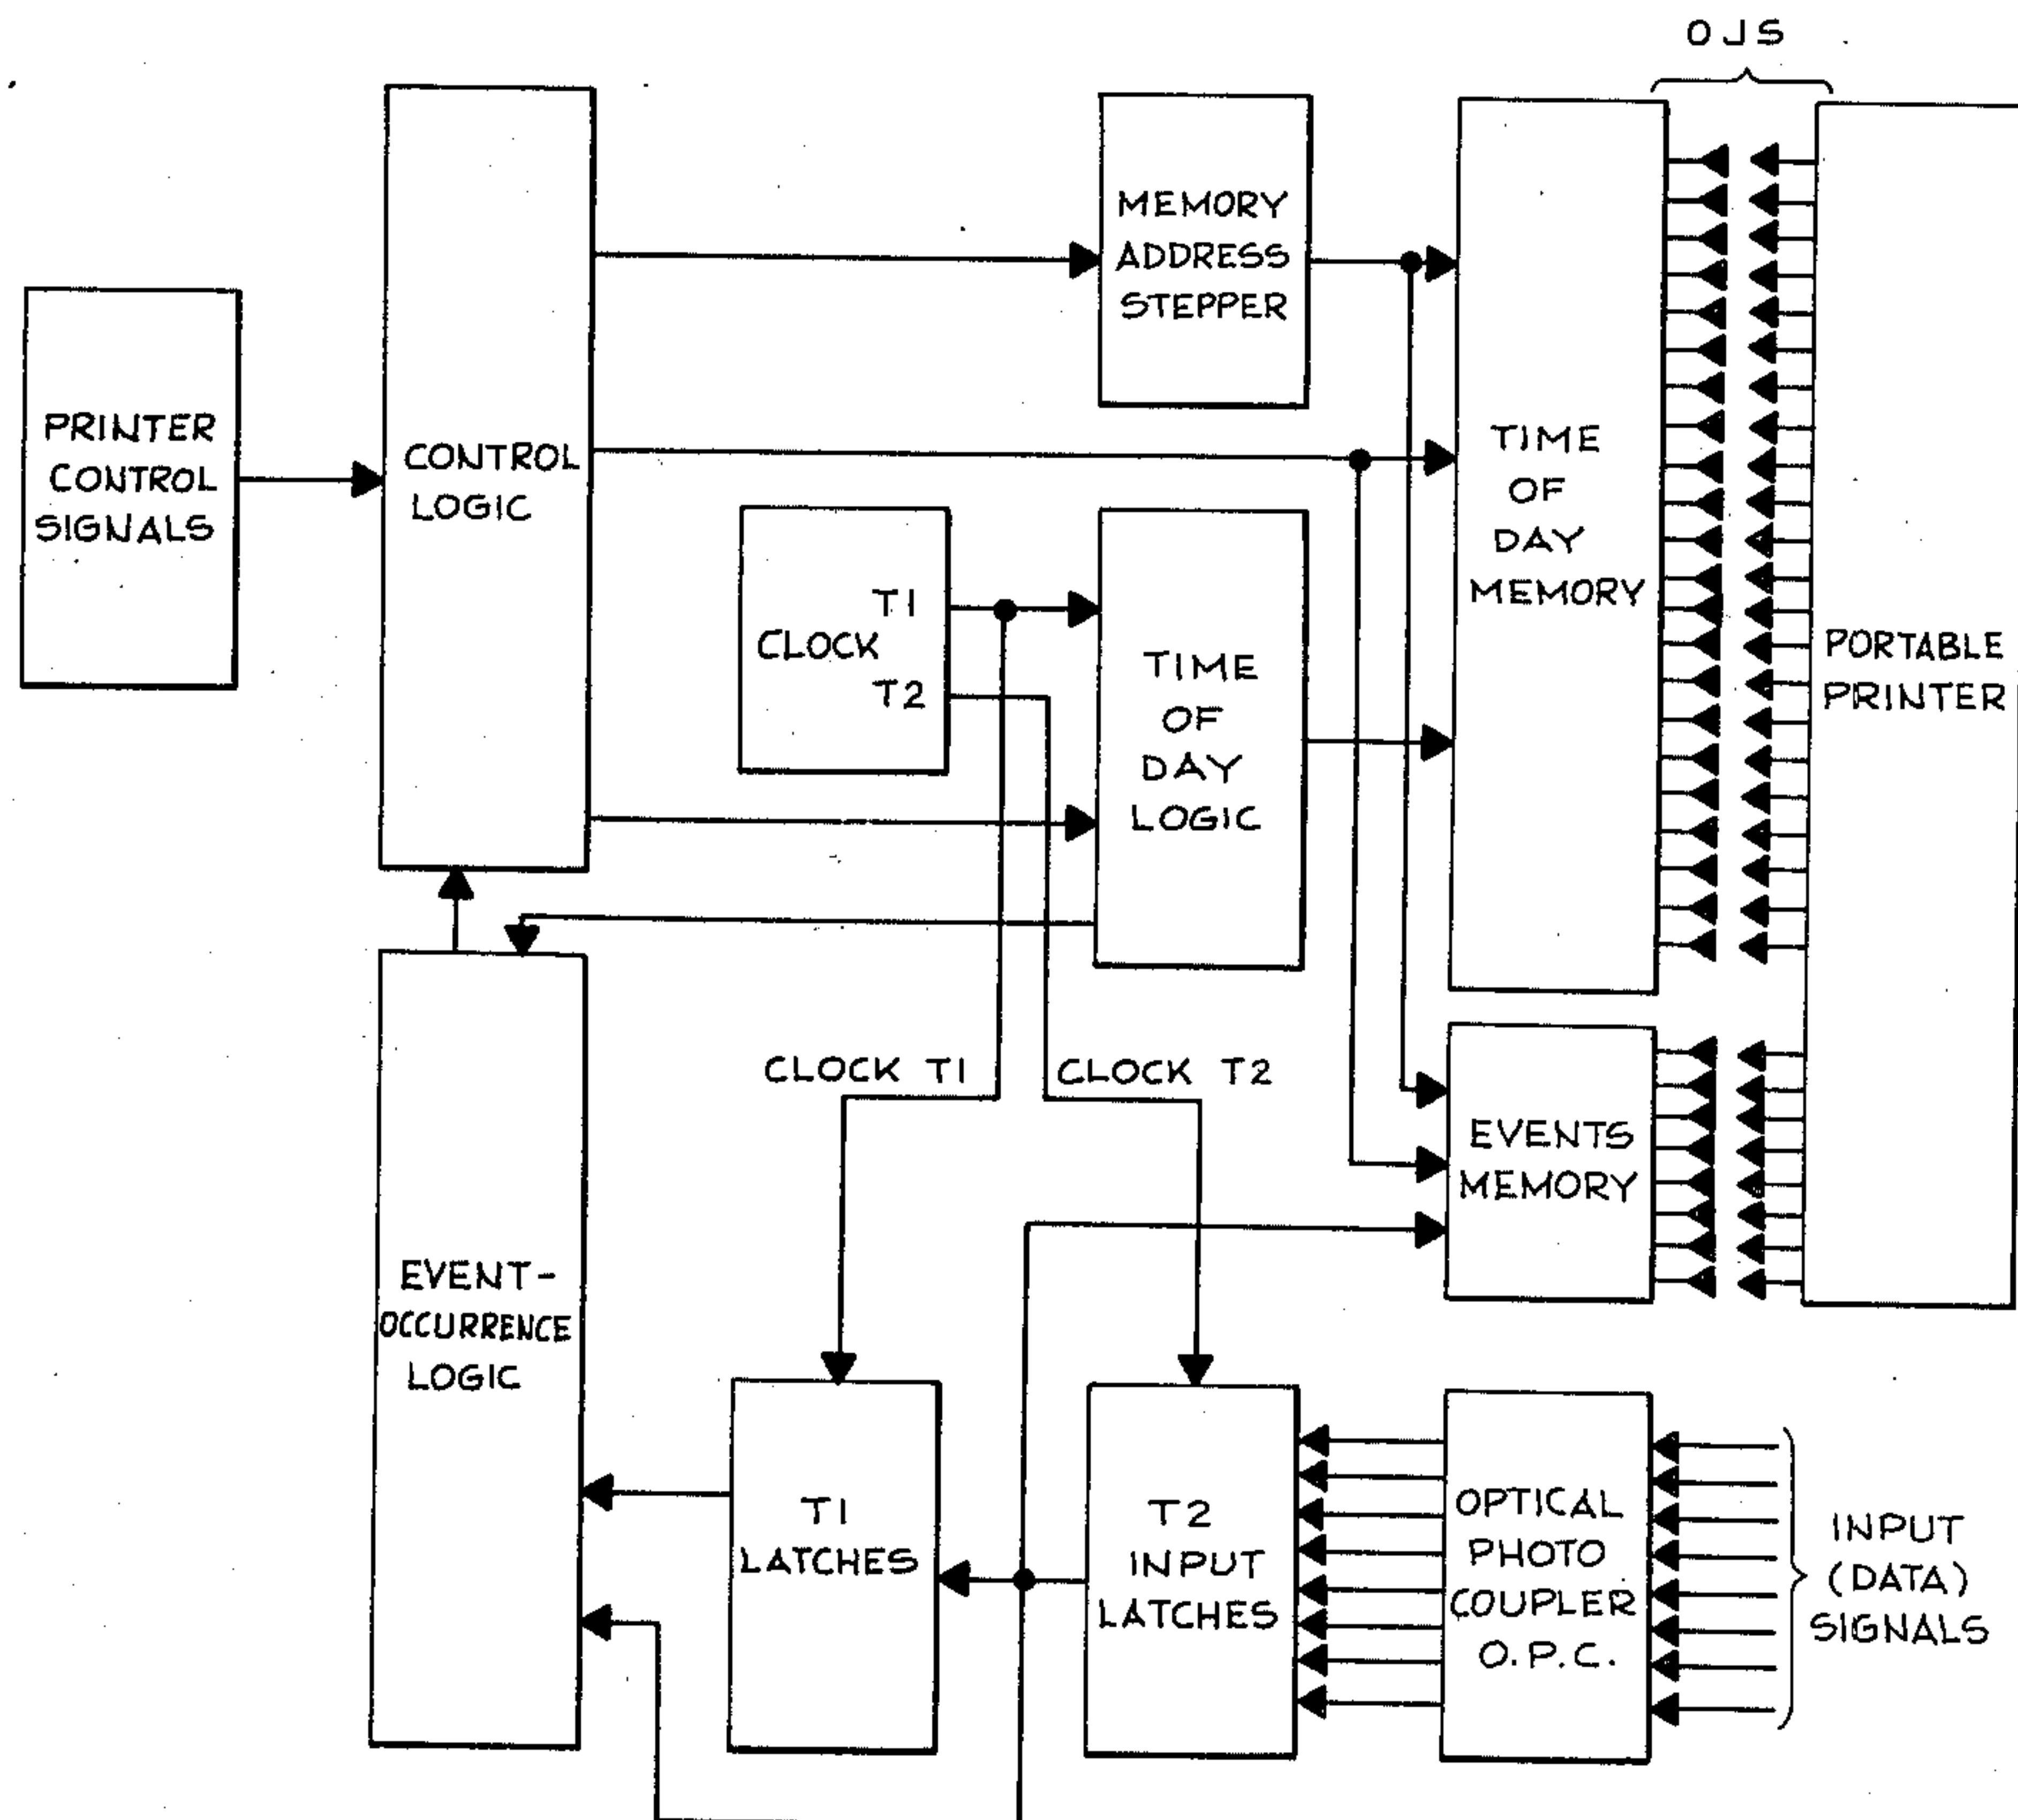 OJS
PRINTER
CONTROL
SIGNALS
CONTROL
LOGIC
MEMORY
ADDRESS
STEPPER
TIME
OF
DAY
MEMORY
PORTABLE
PRINTER
T1
CLOCK
T2
TIME
OF
DAY
LOGIC
CLOCK T1
CLOCK T2
EVENTS
MEMORY
EVENT-
OCCURRENCE
LOGIC
T1
LATCHES
T2
INPUT
LATCHES
OPTICAL
PHOTO
COUPLER
O.P.C.
INPUT
(DATA)
SIGNALS